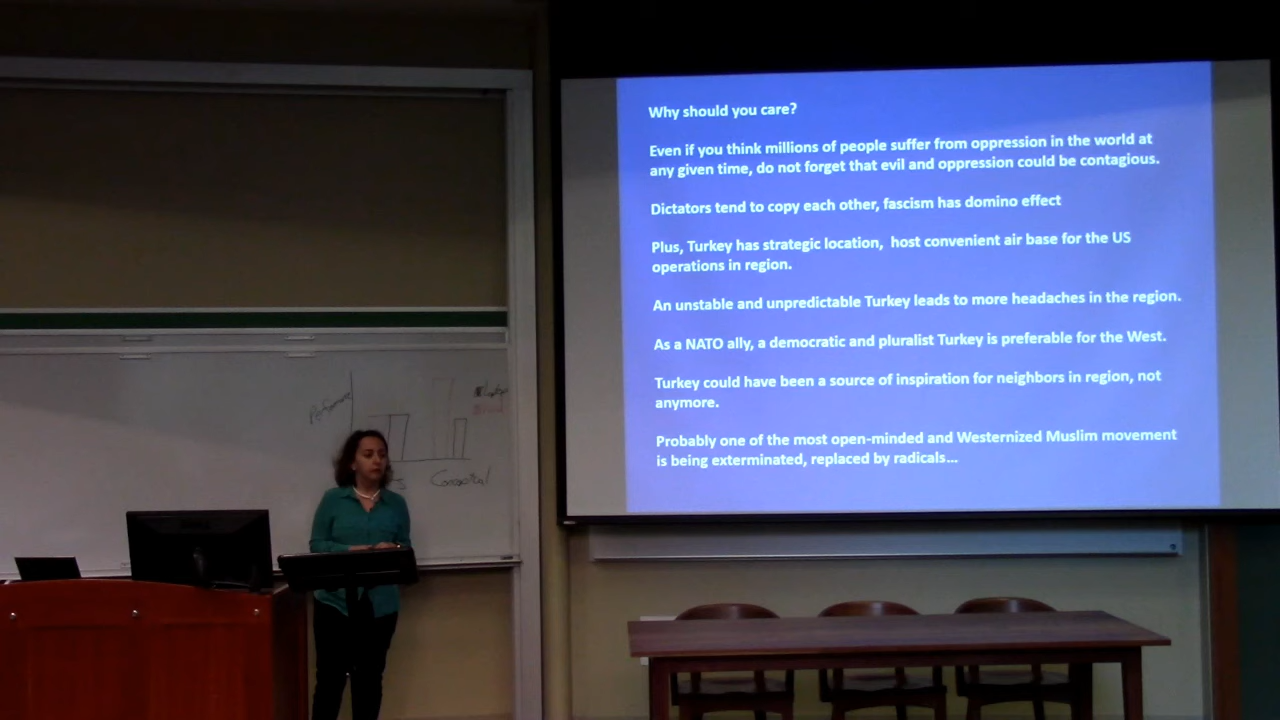 Why should you care?
Even if you think millions of people suffer from oppression in the world at
any given time, do not forget that evil and oppression could be contagious.
Dictators tend to copy each other, fascism has domino effect
Plus, Turkey has strategic location,  host convenient air base for the US
operations in region.
An unstable and unpredictable Turkey leads to more headaches in the region.
As a NATO ally, a democratic and pluralist Turkey is preferable for the West.
Turkey could have been a source of inspiration for neighbors in region, not
anymore.
Probably one of the most open-minded and Westernized Muslim movement
is being exterminated, replaced by radicals...